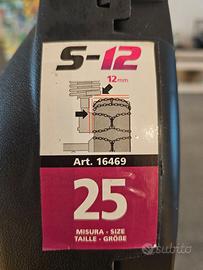 S-12
12mm
Art. 16469
25
MISURA - SIZE
TAILLE - GRÖßE
subito